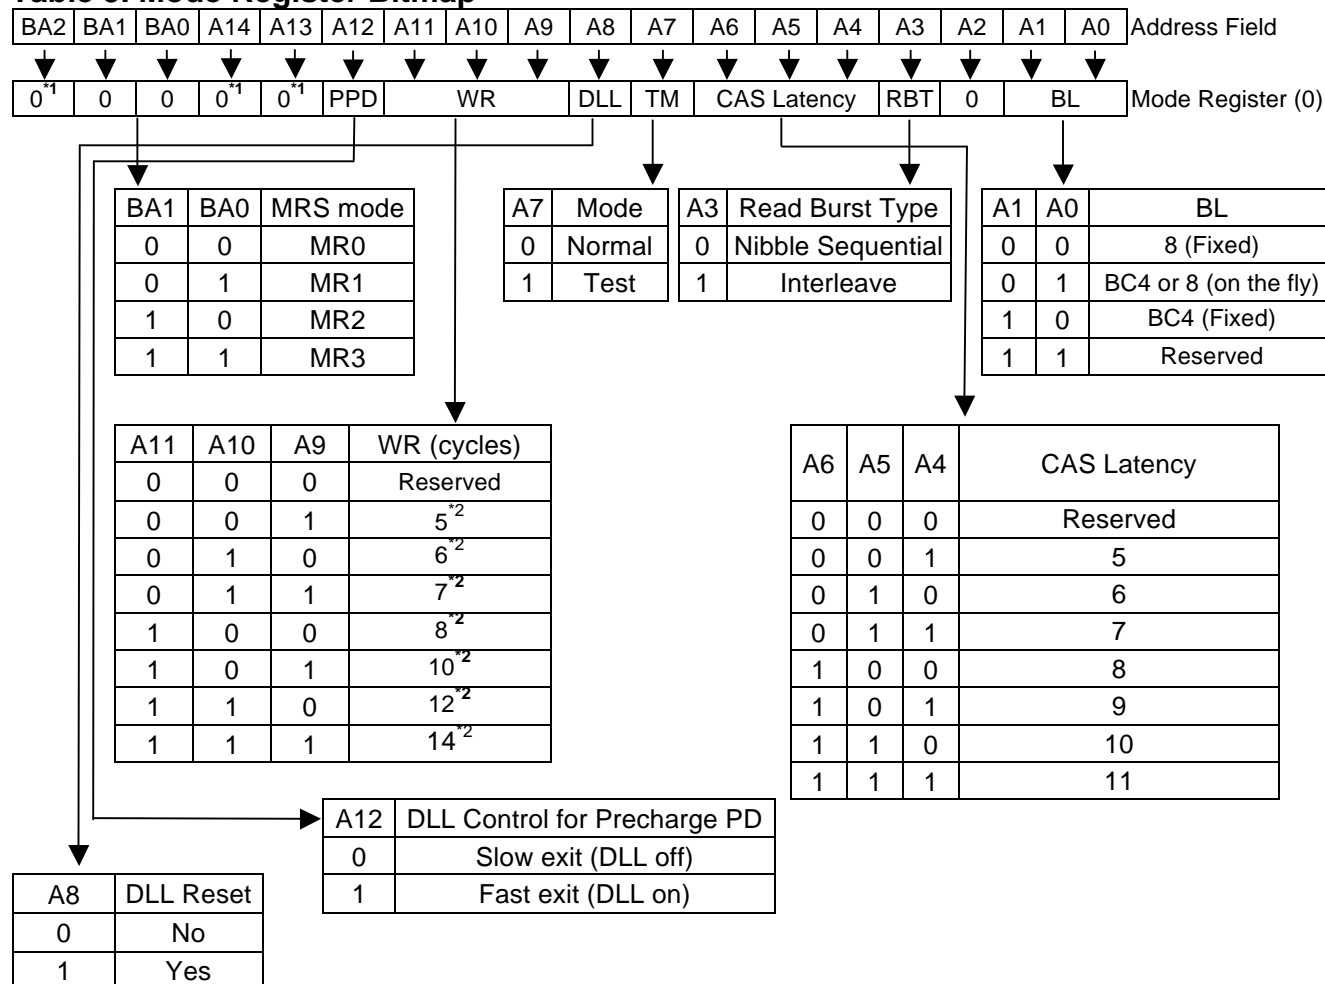 Table 3. Mode Register Bitmap
BA2 BA1 BA0 A14 A13 A12 A11 A10 A9 A8 A7 A6 A5 A4 A3 A2 A1 A0 Address Field
0*1 0 0 0*1 0*1 PPD WR DLL TM CAS Latency RBT 0 BL Mode Register (0)
BA1 BA0 MRS mode
0 0 MR0
0 1 MR1
1 0 MR2
1 1 MR3
A7 Mode
0 Normal
1 Test
A3 Read Burst Type
0 Nibble Sequential
1 Interleave
A1 A0 BL
0 0 8 (Fixed)
0 1 BC4 or 8 (on the fly)
1 0 BC4 (Fixed)
1 1 Reserved
A11 A10 A9 WR (cycles)
0 0 0 Reserved
0 0 1 5*2
0 1 0 6*2
0 1 1 7*2
1 0 0 8*2
1 0 1 10*2
1 1 0 12*2
1 1 1 14*2
A6 A5 A4 CAS Latency
0 0 0 Reserved
0 0 1 5
0 1 0 6
0 1 1 7
1 0 0 8
1 0 1 9
1 1 0 10
1 1 1 11
A12 DLL Control for Precharge PD
0 Slow exit (DLL off)
1 Fast exit (DLL on)
A8 DLL Reset
0 No
1 Yes